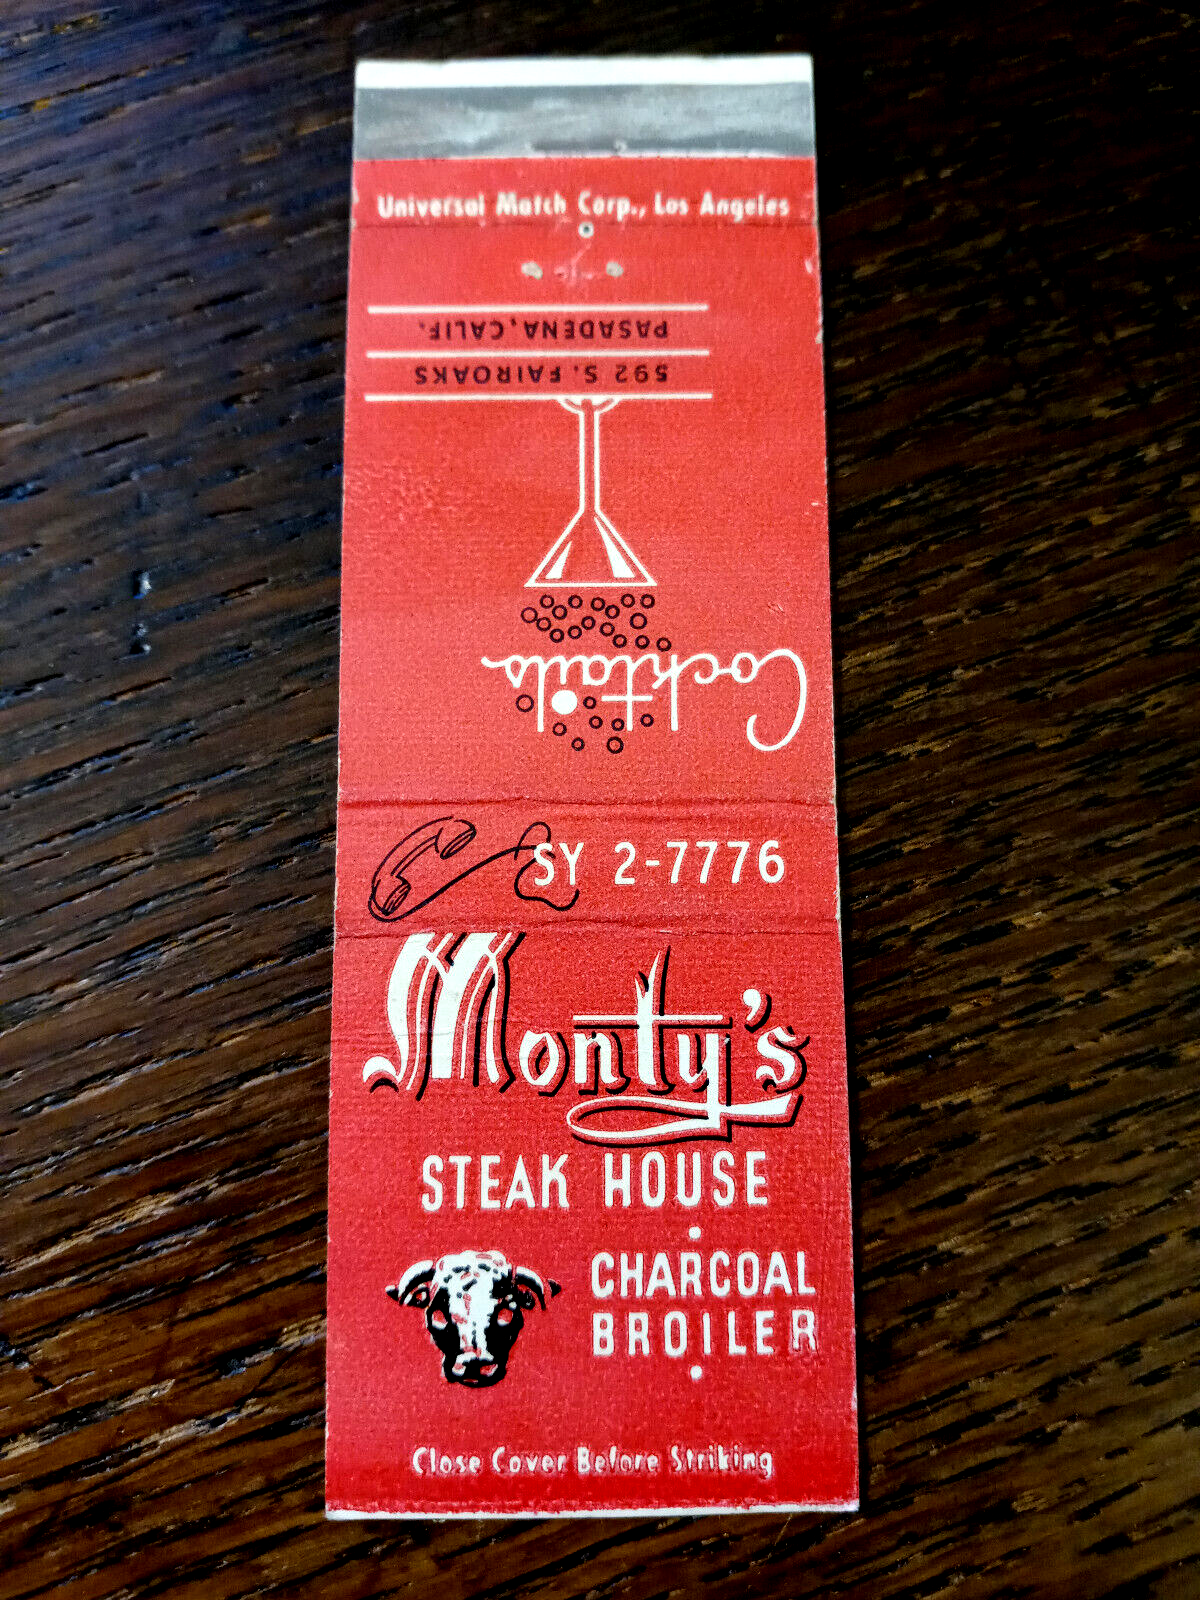 Universal Match Corp., Los Angeles
592 S. FAIROAKS
PASADENA, CALIF.
Cocktails
SY 2-7776
Monty's
STEAK HOUSE
CHARCOAL
BROILER
Close Cover Before Striking